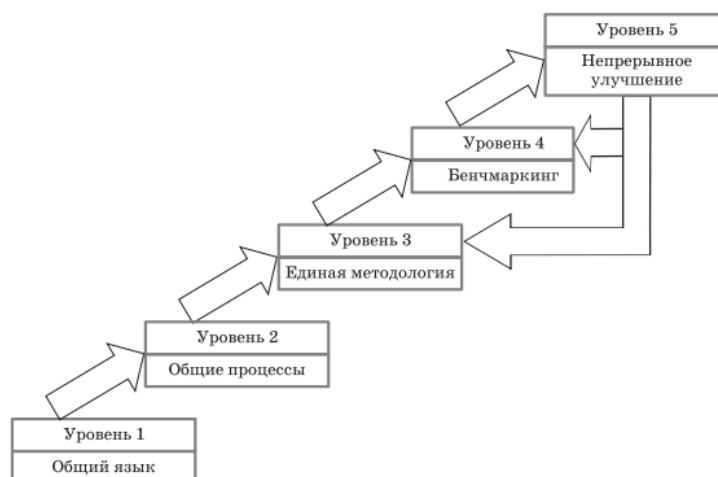 Уровень 5
Непрерывное
улучшение
Уровень 4
Бенчмаркинг
Уровень 3
Единая методология
Уровень 2
Общие процессы
Уровень 1
Общий язык